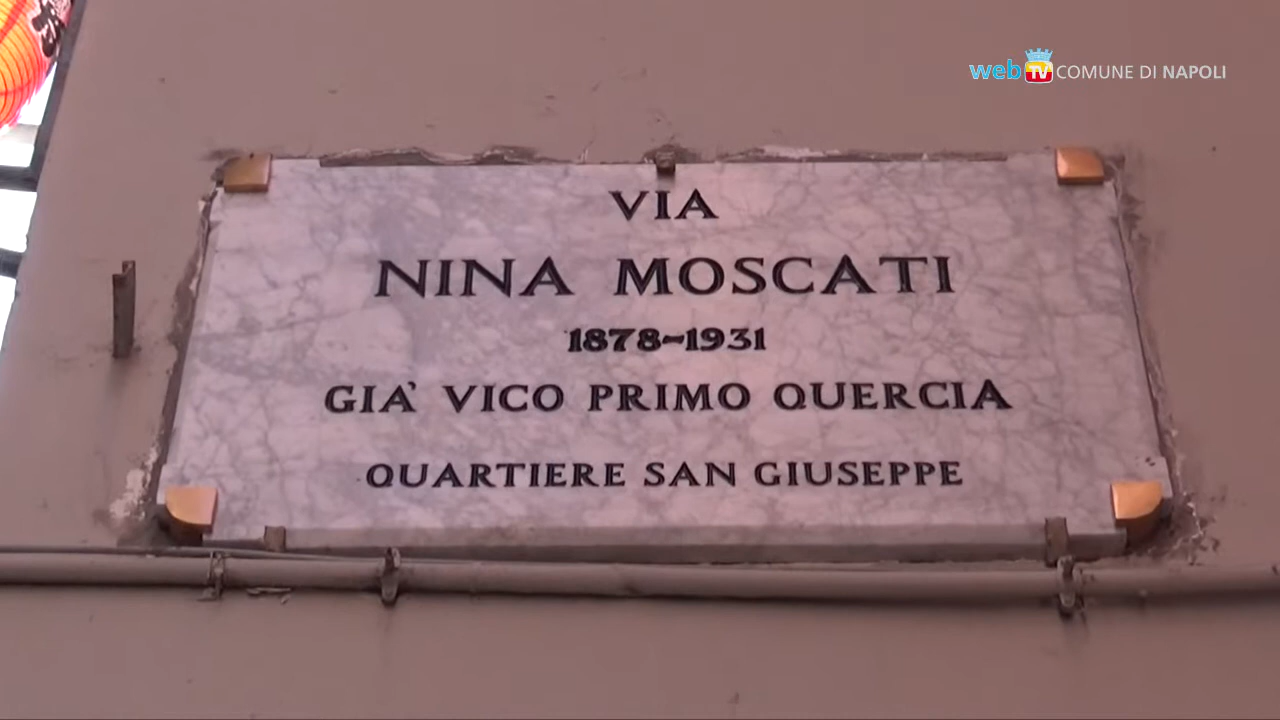 web TV COMUNE DI NAPOLI
VIA
NINA MOSCATI
1878-1931
GIA' VICO PRIMO QUERCIA
QUARTIERE SAN GIUSEPPE